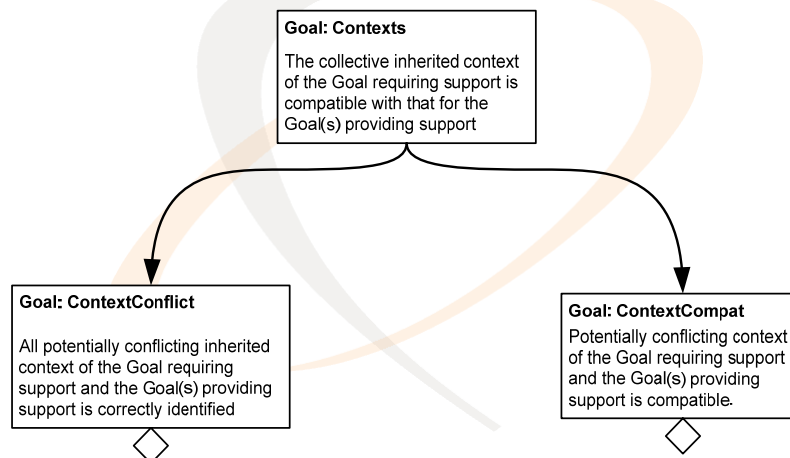 Goal: Contexts
The collective inherited context
of the Goal requiring support is
compatible with that for the
Goal(s) providing support
Goal: ContextConflict
All potentially conflicting inherited
context of the Goal requiring
support and the Goal(s) providing
support is correctly identified
Goal: ContextCompat
Potentially conflicting context
of the Goal requiring support
and the Goal(s) providing
support is compatible.